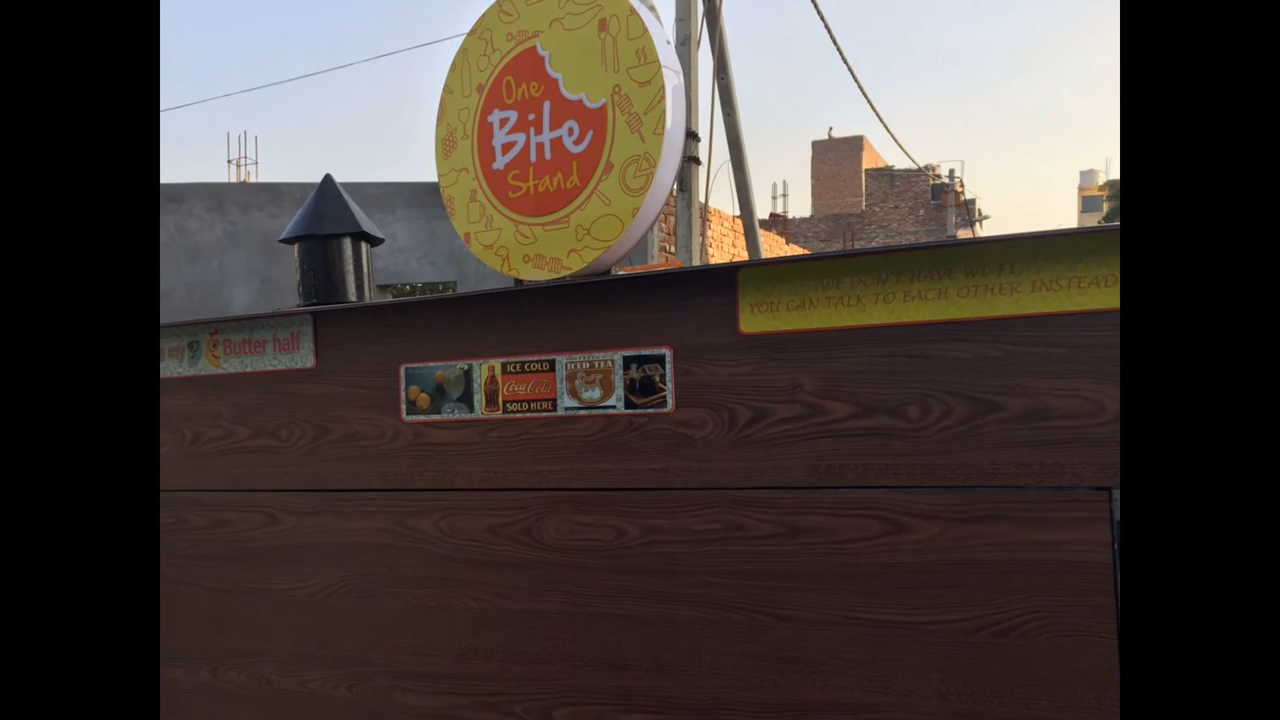 One
Bite
Stand
WE DON'T HAVE WI-FI
YOU CAN TALK TO EACH OTHER INSTEAD
my Butter half
ICE COLD
Coca-Cola
SOLD HERE
ICED TEA